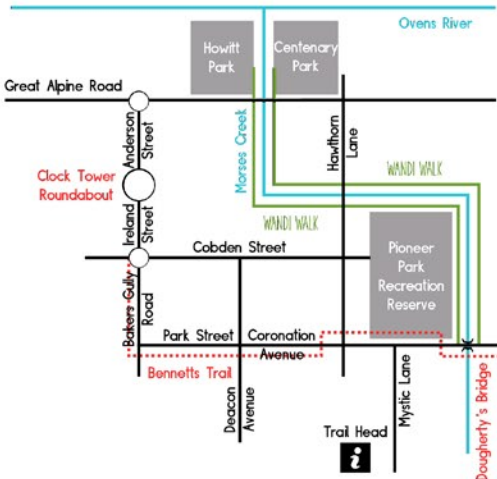 Ovens River
Howitt
Park
Centenary
Park
Great Alpine Road
Anderson
Street
Morses Creek
Hawthorn
Lane
Clock Tower
Roundabout
WANDI WALK
Ireland
Street
WANDI WALK
Cobden Street
Pioneer
Park
Recreation
Reserve
Bakers Gully
Road
Park Street
Coronation
Avenue
Bennetts Trail
Deacon
Avenue
Mystic Lane
Dougherty's Bridge
Trail Head
i